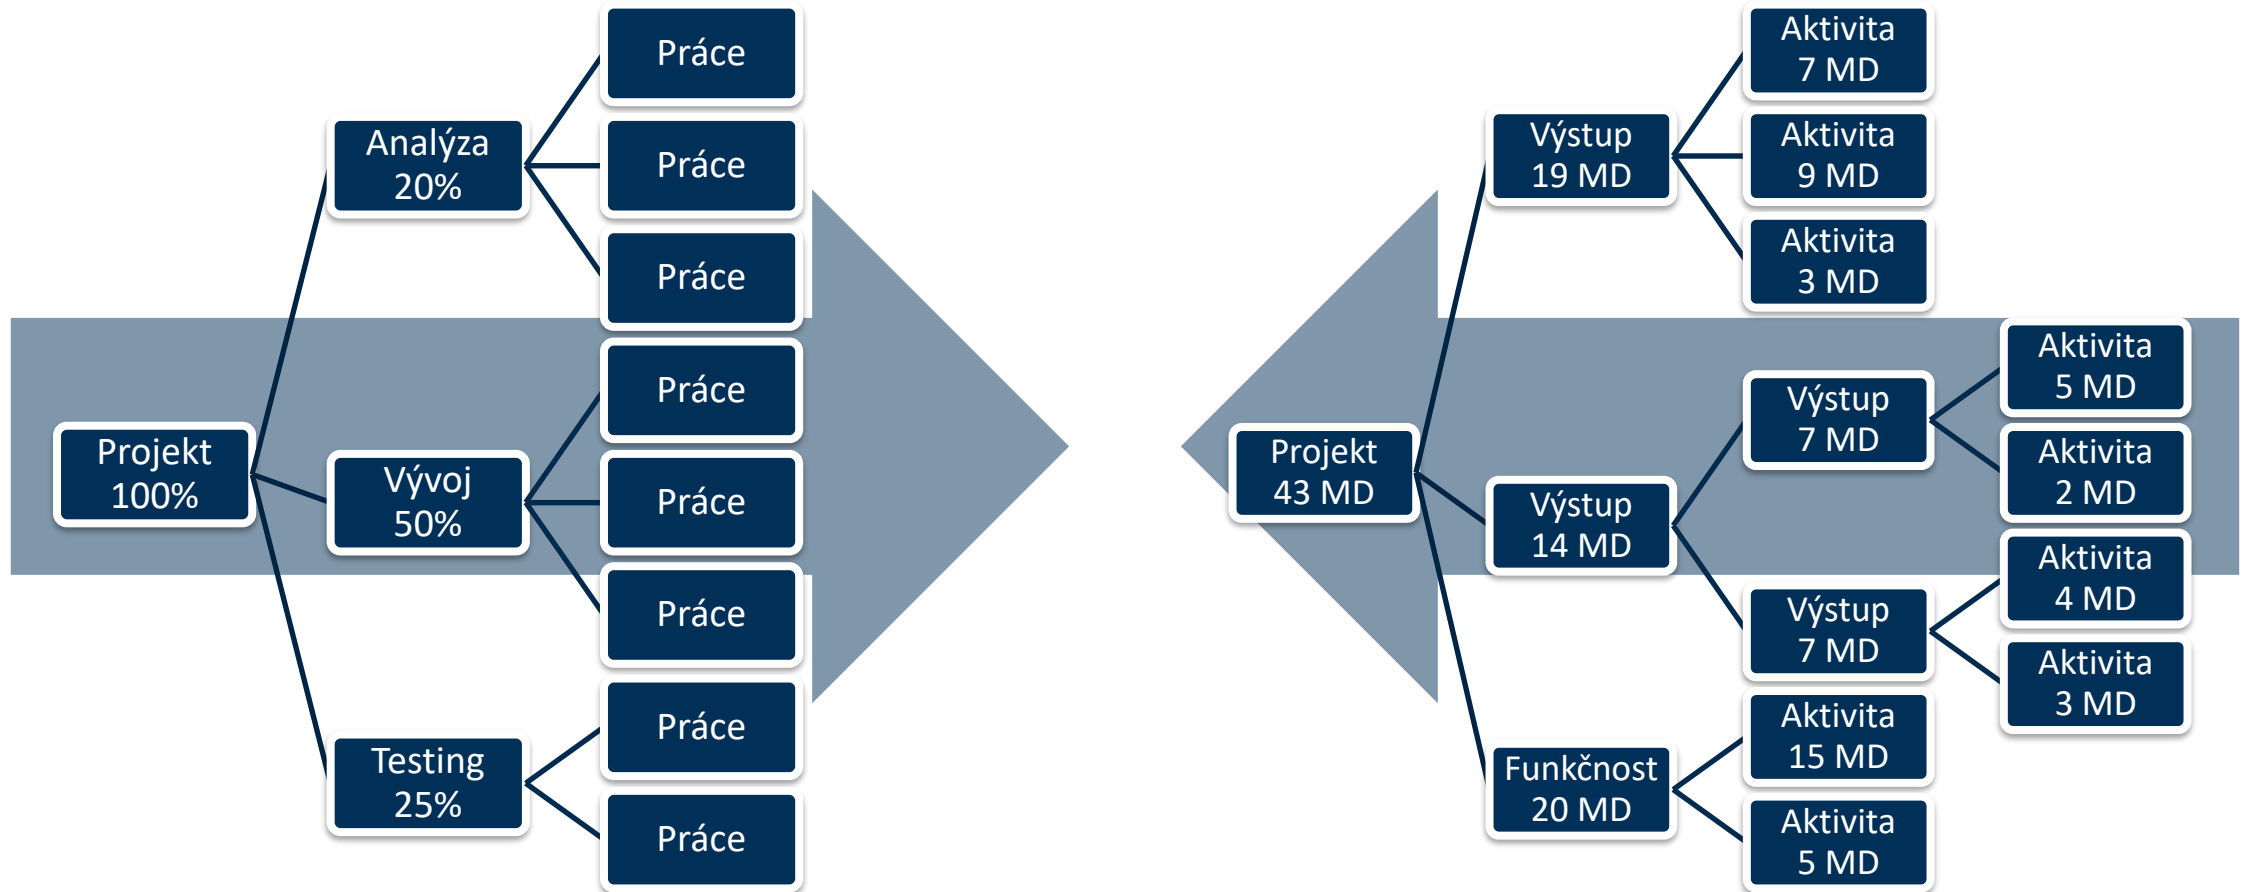 Projekt
100%
Analýza
20%
Práce
Práce
Práce
Vývoj
50%
Práce
Práce
Práce
Testing
25%
Práce
Práce
Projekt
43 MD
Výstup
19 MD
Aktivita
7 MD
Aktivita
9 MD
Aktivita
3 MD
Výstup
14 MD
Výstup
7 MD
Aktivita
5 MD
Aktivita
2 MD
Výstup
7 MD
Aktivita
4 MD
Aktivita
3 MD
Funkčnost
20 MD
Aktivita
15 MD
Aktivita
5 MD